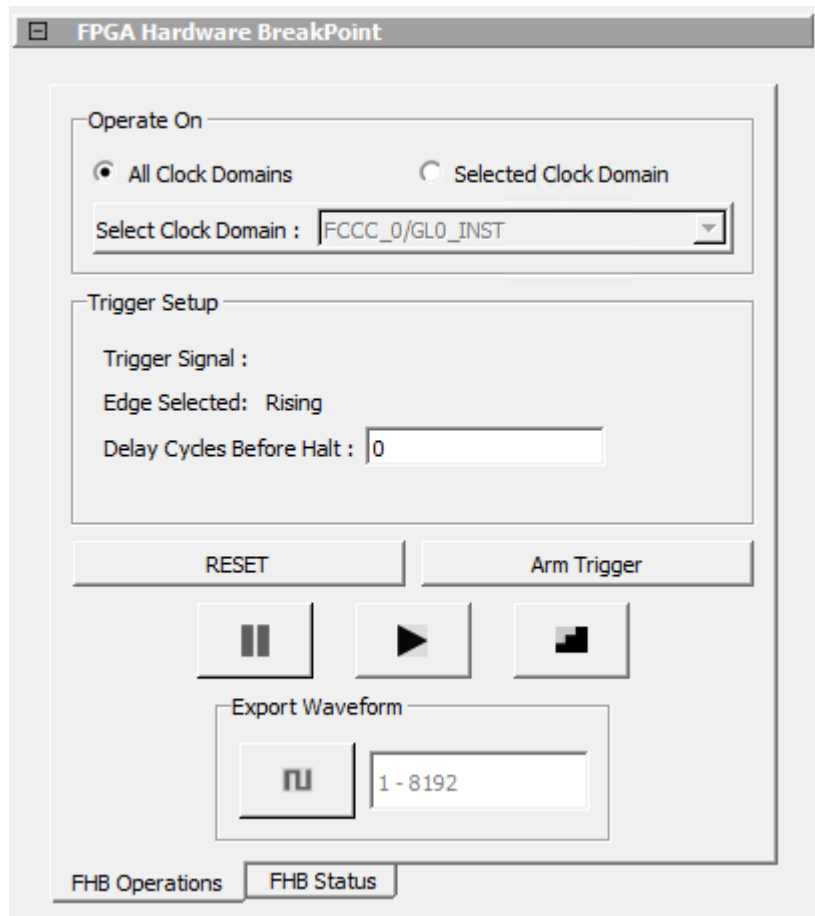 FPGA Hardware BreakPoint
Operate On
All Clock Domains Selected Clock Domain
Select Clock Domain : FCCC_0/GL0_INST
Trigger Setup
Trigger Signal :
Edge Selected: Rising
Delay Cycles Before Halt : 0
RESET Arm Trigger
Export Waveform
1 - 8192
FHB Operations FHB Status